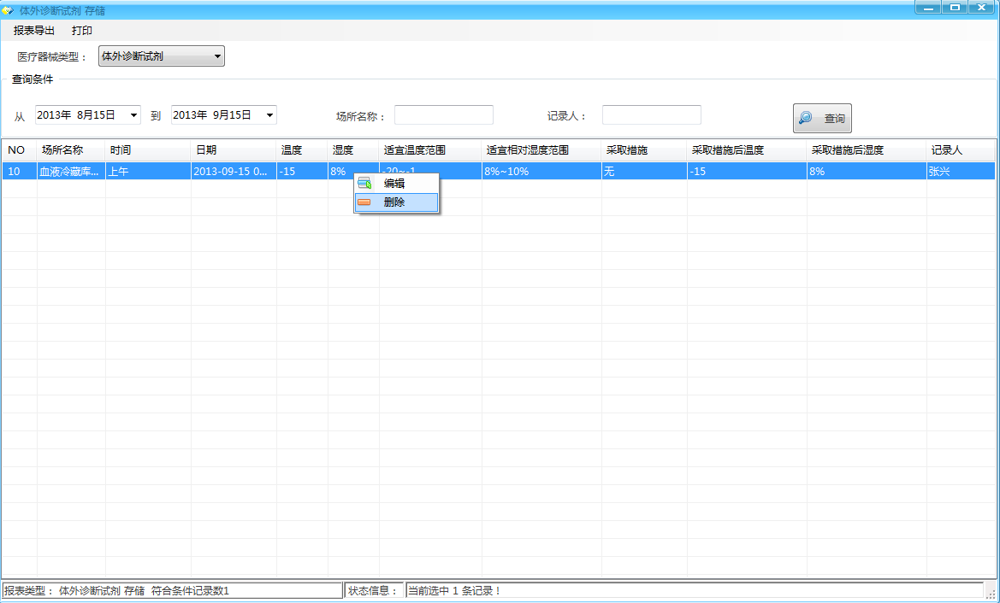 体外诊断试剂 存储
报表导出 打印
医疗器械类型： 体外诊断试剂
查询条件
从 2013年 8月15日 到 2013年 9月15日 场所名称： 记录人： 查询
NO 场所名称 时间 日期 温度 湿度 适宜温度范围 适宜相对湿度范围 采取措施 采取措施后温度 采取措施后湿度 记录人
10 血液冷藏库... 上午 2013-09-15 0... -15 8% -20~-1 8%~10% 无 -15 8% 张兴
编辑
删除
报表类型： 体外诊断试剂 存储 符合条件记录数1 状态信息： 当前选中 1 条记录！